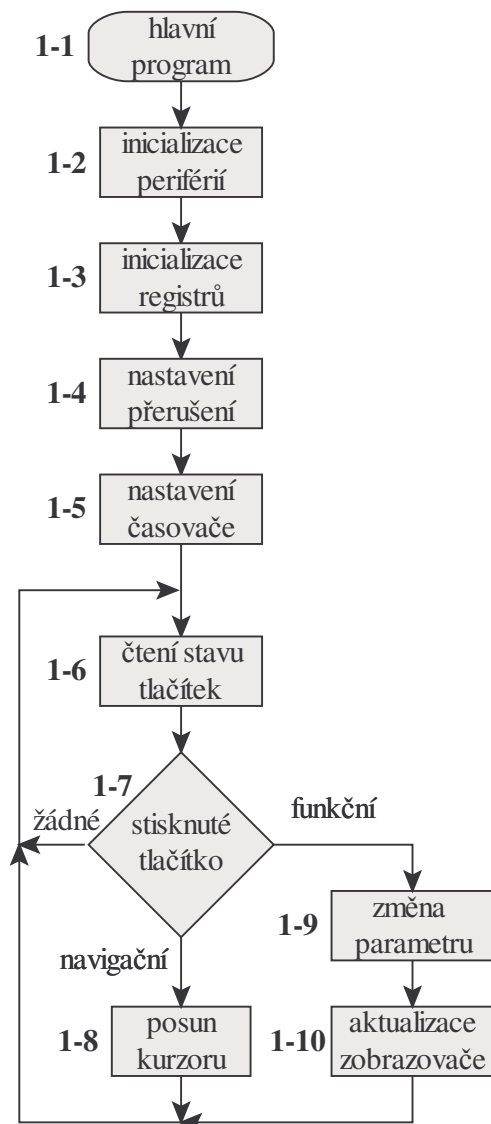 1-1
hlavní
program
1-2
inicializace
periférií
1-3
inicializace
registrů
1-4
nastavení
přerušení
1-5
nastavení
časovače
1-6
čtení stavu
tlačítek
1-7
stisknuté
tlačítko
žádné
funkční
navigační
1-9
změna
parametru
1-8
posun
kurzoru
1-10
aktualizace
zobrazovače